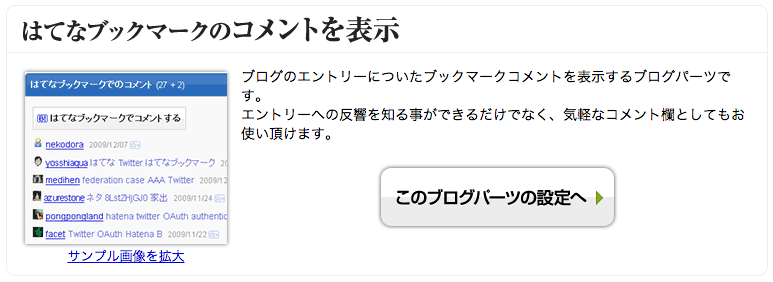 はてなブックマークのコメントを表示
はてなブックマークでのコメント (27 + 2)
はてなブックマークでコメントする
nekodora 2009/12/07
yosshiagua はてな Twitter はてなブックマーク 2009
medihen federation case AAA Twitter 2009/12
azurestone ネタ 8LstZHjGJ0 家出 2009/11/24
pongpongland hatena twitter OAuth authentic
facet Twitter OAuth Hatena B 2009/11/22
サンプル画像を拡大
ブログのエントリーについたブックマークコメントを表示するブログパーツで
す。
エントリーへの反響を知る事ができるだけでなく、気軽なコメント欄としてもお
使い頂けます。
このブログパーツの設定へ